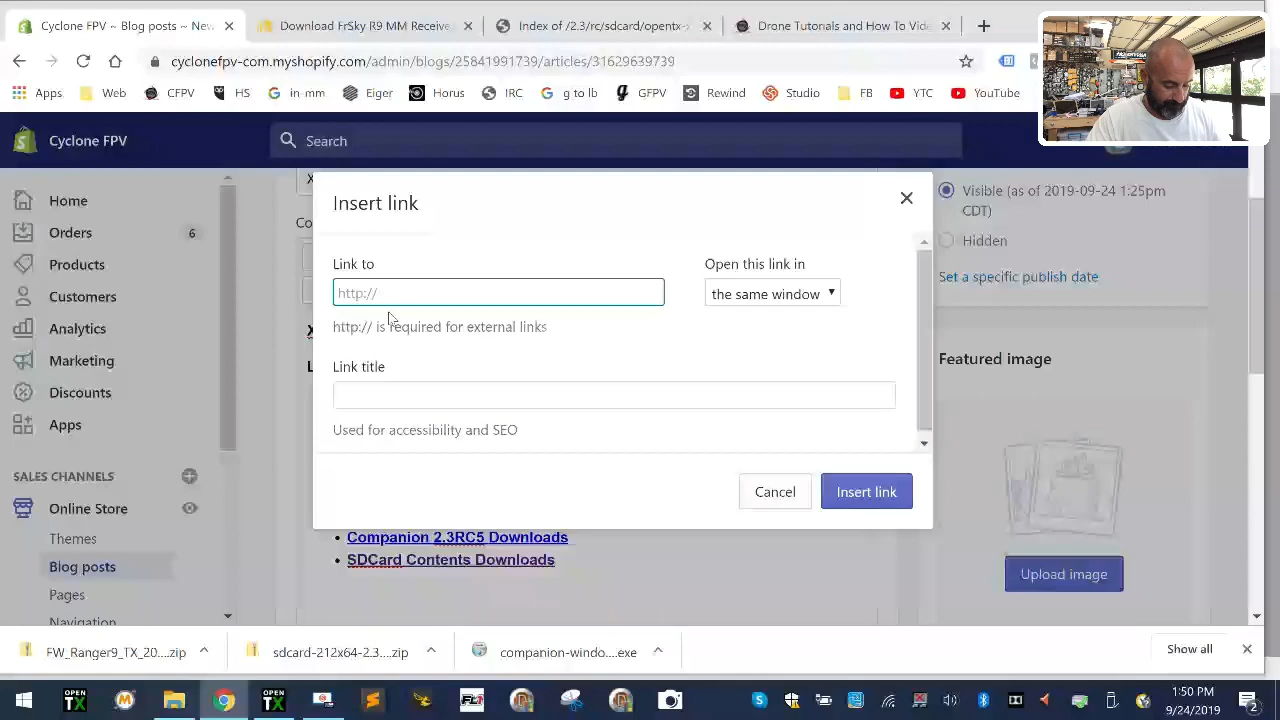 Cyclone FPV ~ Blog posts ~ New
Download FrSky R9 MM Receive
Index of /2.3/rc/sdcard/opentx-x
Drone Tutorials and How To Vide
cyclonefpv-com.myshopify.com
Apps
Web
CFPV
HS
in-mm
Eiger
Horus
IRC
g to lb
GFPV
Rewind
Studio
FB
YTC
YouTube
Cyclone FPV
Search
Home
Orders
6
Products
Customers
Analytics
Marketing
Discounts
Apps
SALES CHANNELS
Online Store
Themes
Blog posts
Pages
Navigation
Insert link
Link to
http://
http:// is required for external links
Open this link in
the same window
Link title
Used for accessibility and SEO
Cancel
Insert link
Companion 2.3RC5 Downloads
SDCard Contents Downloads
Visible (as of 2019-09-24 1:25pm
CDT)
Hidden
Set a specific publish date
Featured image
Upload image
FW_Ranger9_TX_20....zip
sdcard-212x64-2.3....zip
companion-windo....exe
Show all
OPEN
TX
OPEN
TX
1:50 PM
9/24/2019
2